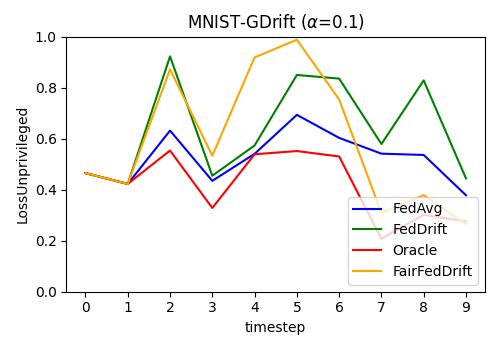 MNIST-GDrift (α=0.1)
LossUnprivileged
1.0
0.8
0.6
0.4
0.2
0.0
FedAvg
FedDrift
Oracle
FairFedDrift
0 1 2 3 4 5 6 7 8 9
timestep